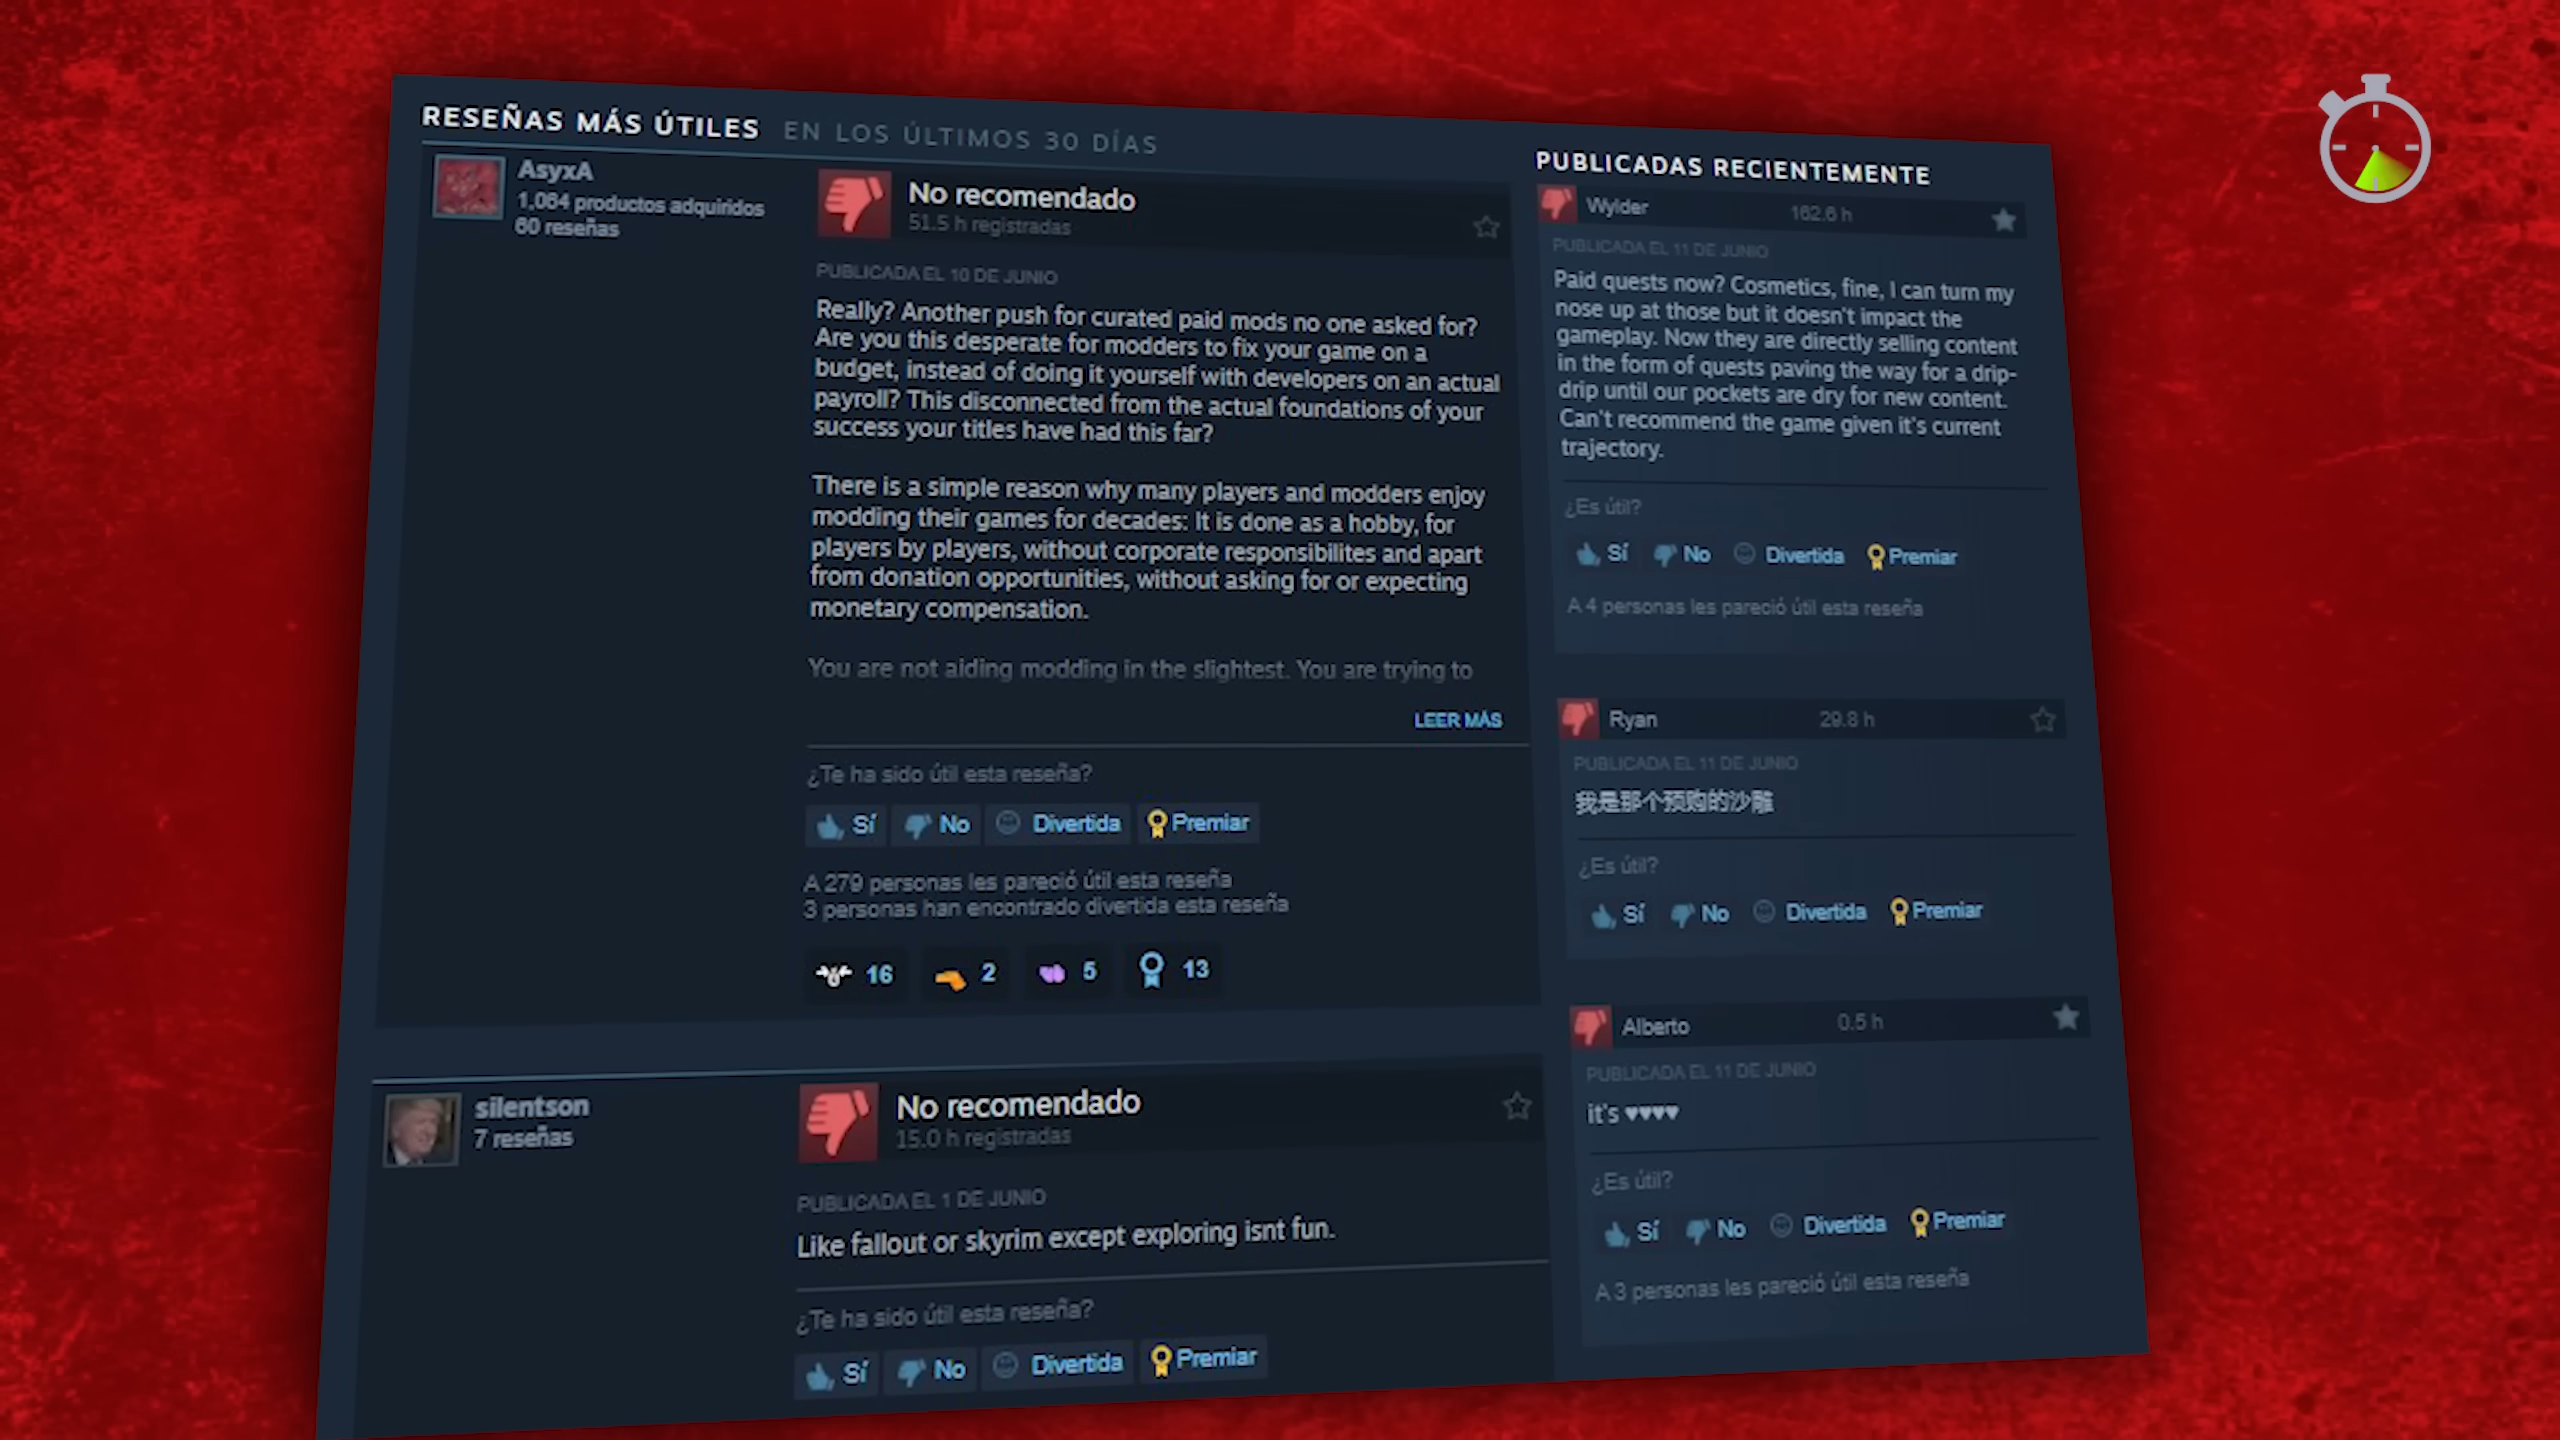 RESEÑAS MÁS ÚTILES EN LOS ÚLTIMOS 30 DÍAS
AsyxA
1,084 productos adquiridos
60 reseñas
No recomendado
51.5 h registradas
PUBLICADA EL 10 DE JUNIO
Really? Another push for curated paid mods no one asked for?
Are you this desperate for modders to fix your game on a
budget, instead of doing it yourself with developers on an actual
payroll? This disconnected from the actual foundations of your
success your titles have had this far?
There is a simple reason why many players and modders enjoy
modding their games for decades: It is done as a hobby, for
players by players, without corporate responsibilites and apart
from donation opportunities, without asking for or expecting
monetary compensation.
You are not aiding modding in the slightest. You are trying to
LEER MÁS
¿Te ha sido útil esta reseña?
Sí No Divertida Premiar
A 279 personas les pareció útil esta reseña
3 personas han encontrado divertida esta reseña
16 2 5 13
silentson
7 reseñas
No recomendado
15.0 h registradas
PUBLICADA EL 1 DE JUNIO
Like fallout or skyrim except exploring isnt fun.
¿Te ha sido útil esta reseña?
Sí No Divertida Premiar
PUBLICADAS RECIENTEMENTE
Wylder 162.6 h
PUBLICADA EL 11 DE JUNIO
Paid quests now? Cosmetics, fine, I can turn my
nose up at those but it doesn't impact the
gameplay. Now they are directly selling content
in the form of quests paving the way for a drip-
drip until our pockets are dry for new content.
Can't recommend the game given it's current
trajectory.
¿Es útil?
Sí No Divertida Premiar
A 4 personas les pareció útil esta reseña
Ryan 29.8 h
PUBLICADA EL 11 DE JUNIO
我是那个预购的沙雕
¿Es útil?
Sí No Divertida Premiar
Alberto 0.5 h
PUBLICADA EL 11 DE JUNIO
it's ♥♥♥♥
¿Es útil?
Sí No Divertida Premiar
A 3 personas les pareció útil esta reseña